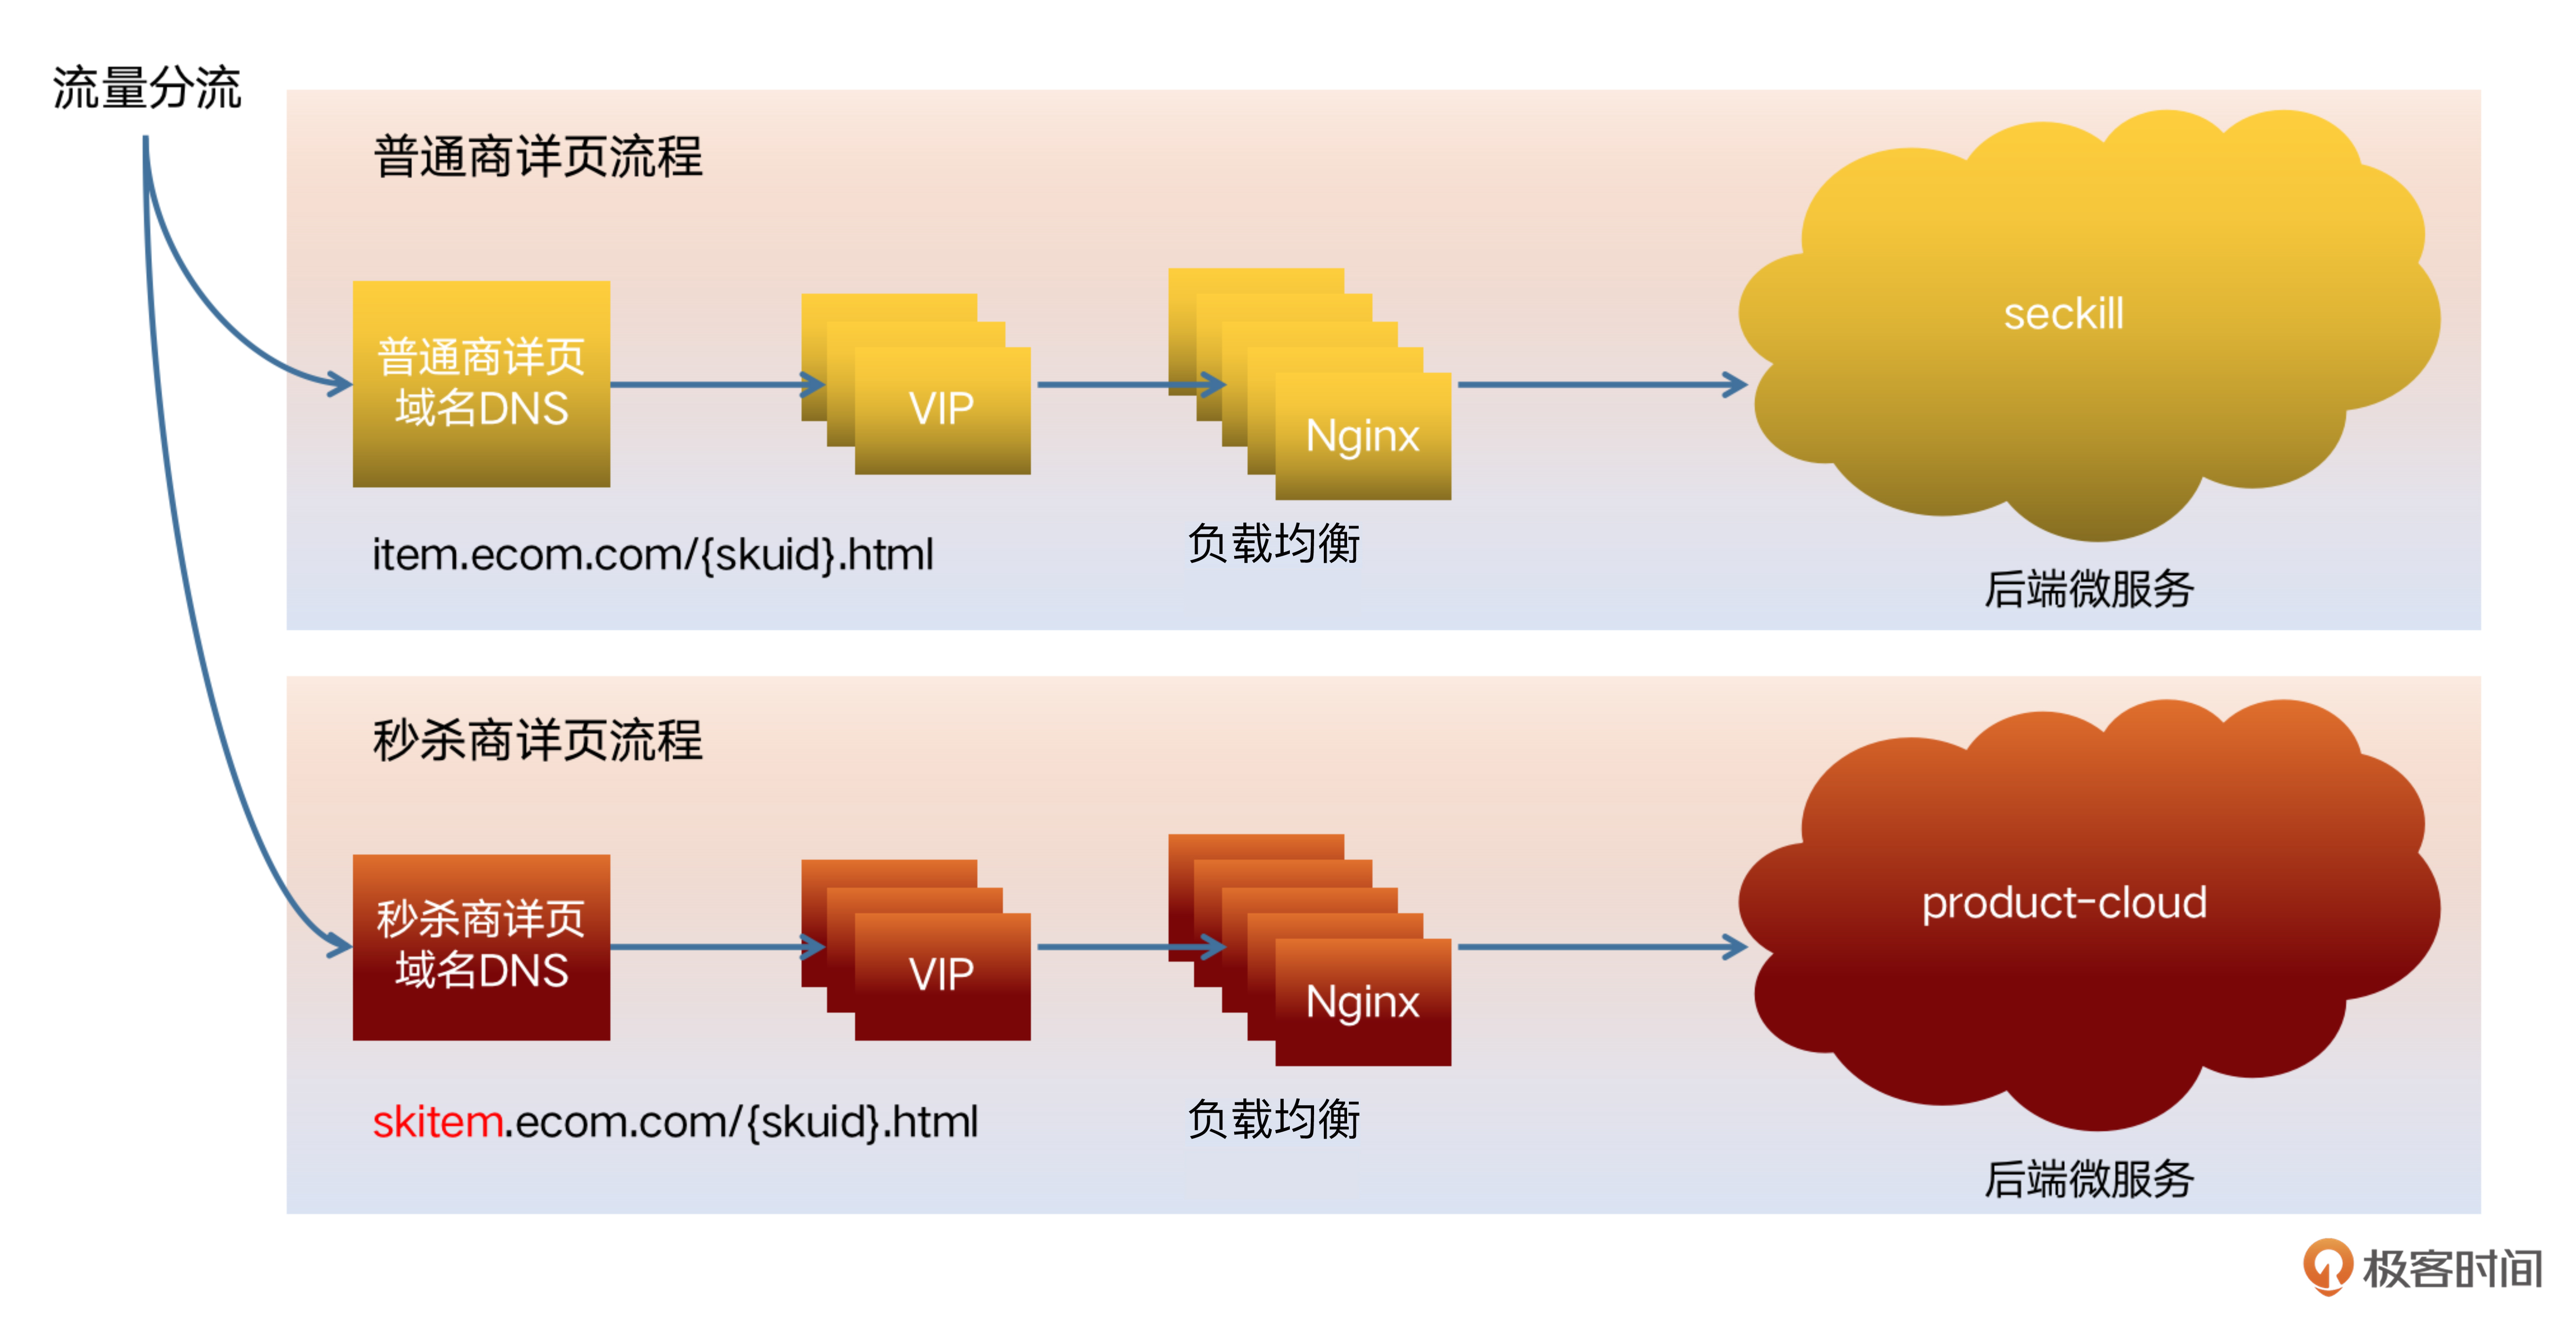 流量分流
普通商详页流程
普通商详页
域名DNS
VIP
Nginx
seckill
item.ecom.com/{skuid}.html
负载均衡
后端微服务
秒杀商详页流程
秒杀商详页
域名DNS
VIP
Nginx
product-cloud
skitem.ecom.com/{skuid}.html
负载均衡
后端微服务
极客时间